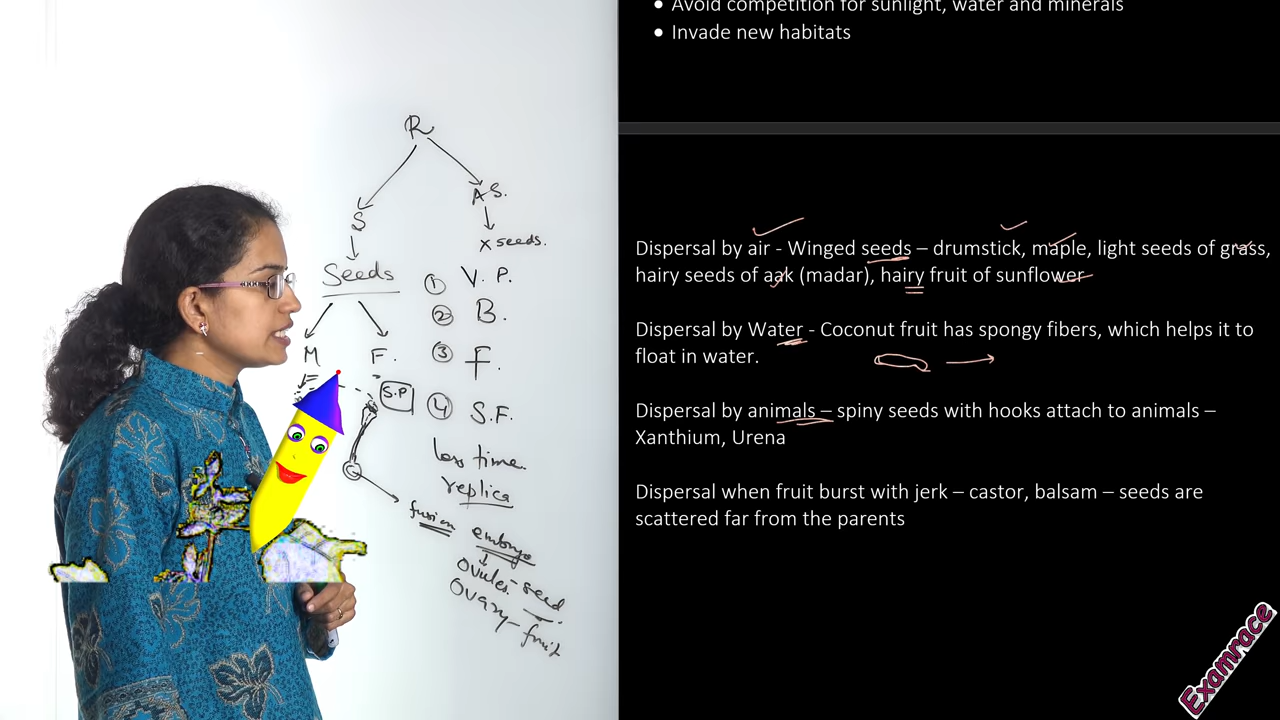 R
S
A.S.
Seeds
x seeds.
M
F.
S.P
① V.P.
② B.
③ F.
④ S.F.
less time.
replica
fusion
embryo
Ovules - seed
Ovary - fruit
• Avoid competition for sunlight, water and minerals
• Invade new habitats
Dispersal by air - Winged seeds – drumstick, maple, light seeds of grass,
hairy seeds of aak (madar), hairy fruit of sunflower
Dispersal by Water - Coconut fruit has spongy fibers, which helps it to
float in water.
Dispersal by animals – spiny seeds with hooks attach to animals –
Xanthium, Urena
Dispersal when fruit burst with jerk – castor, balsam – seeds are
scattered far from the parents
Examrace